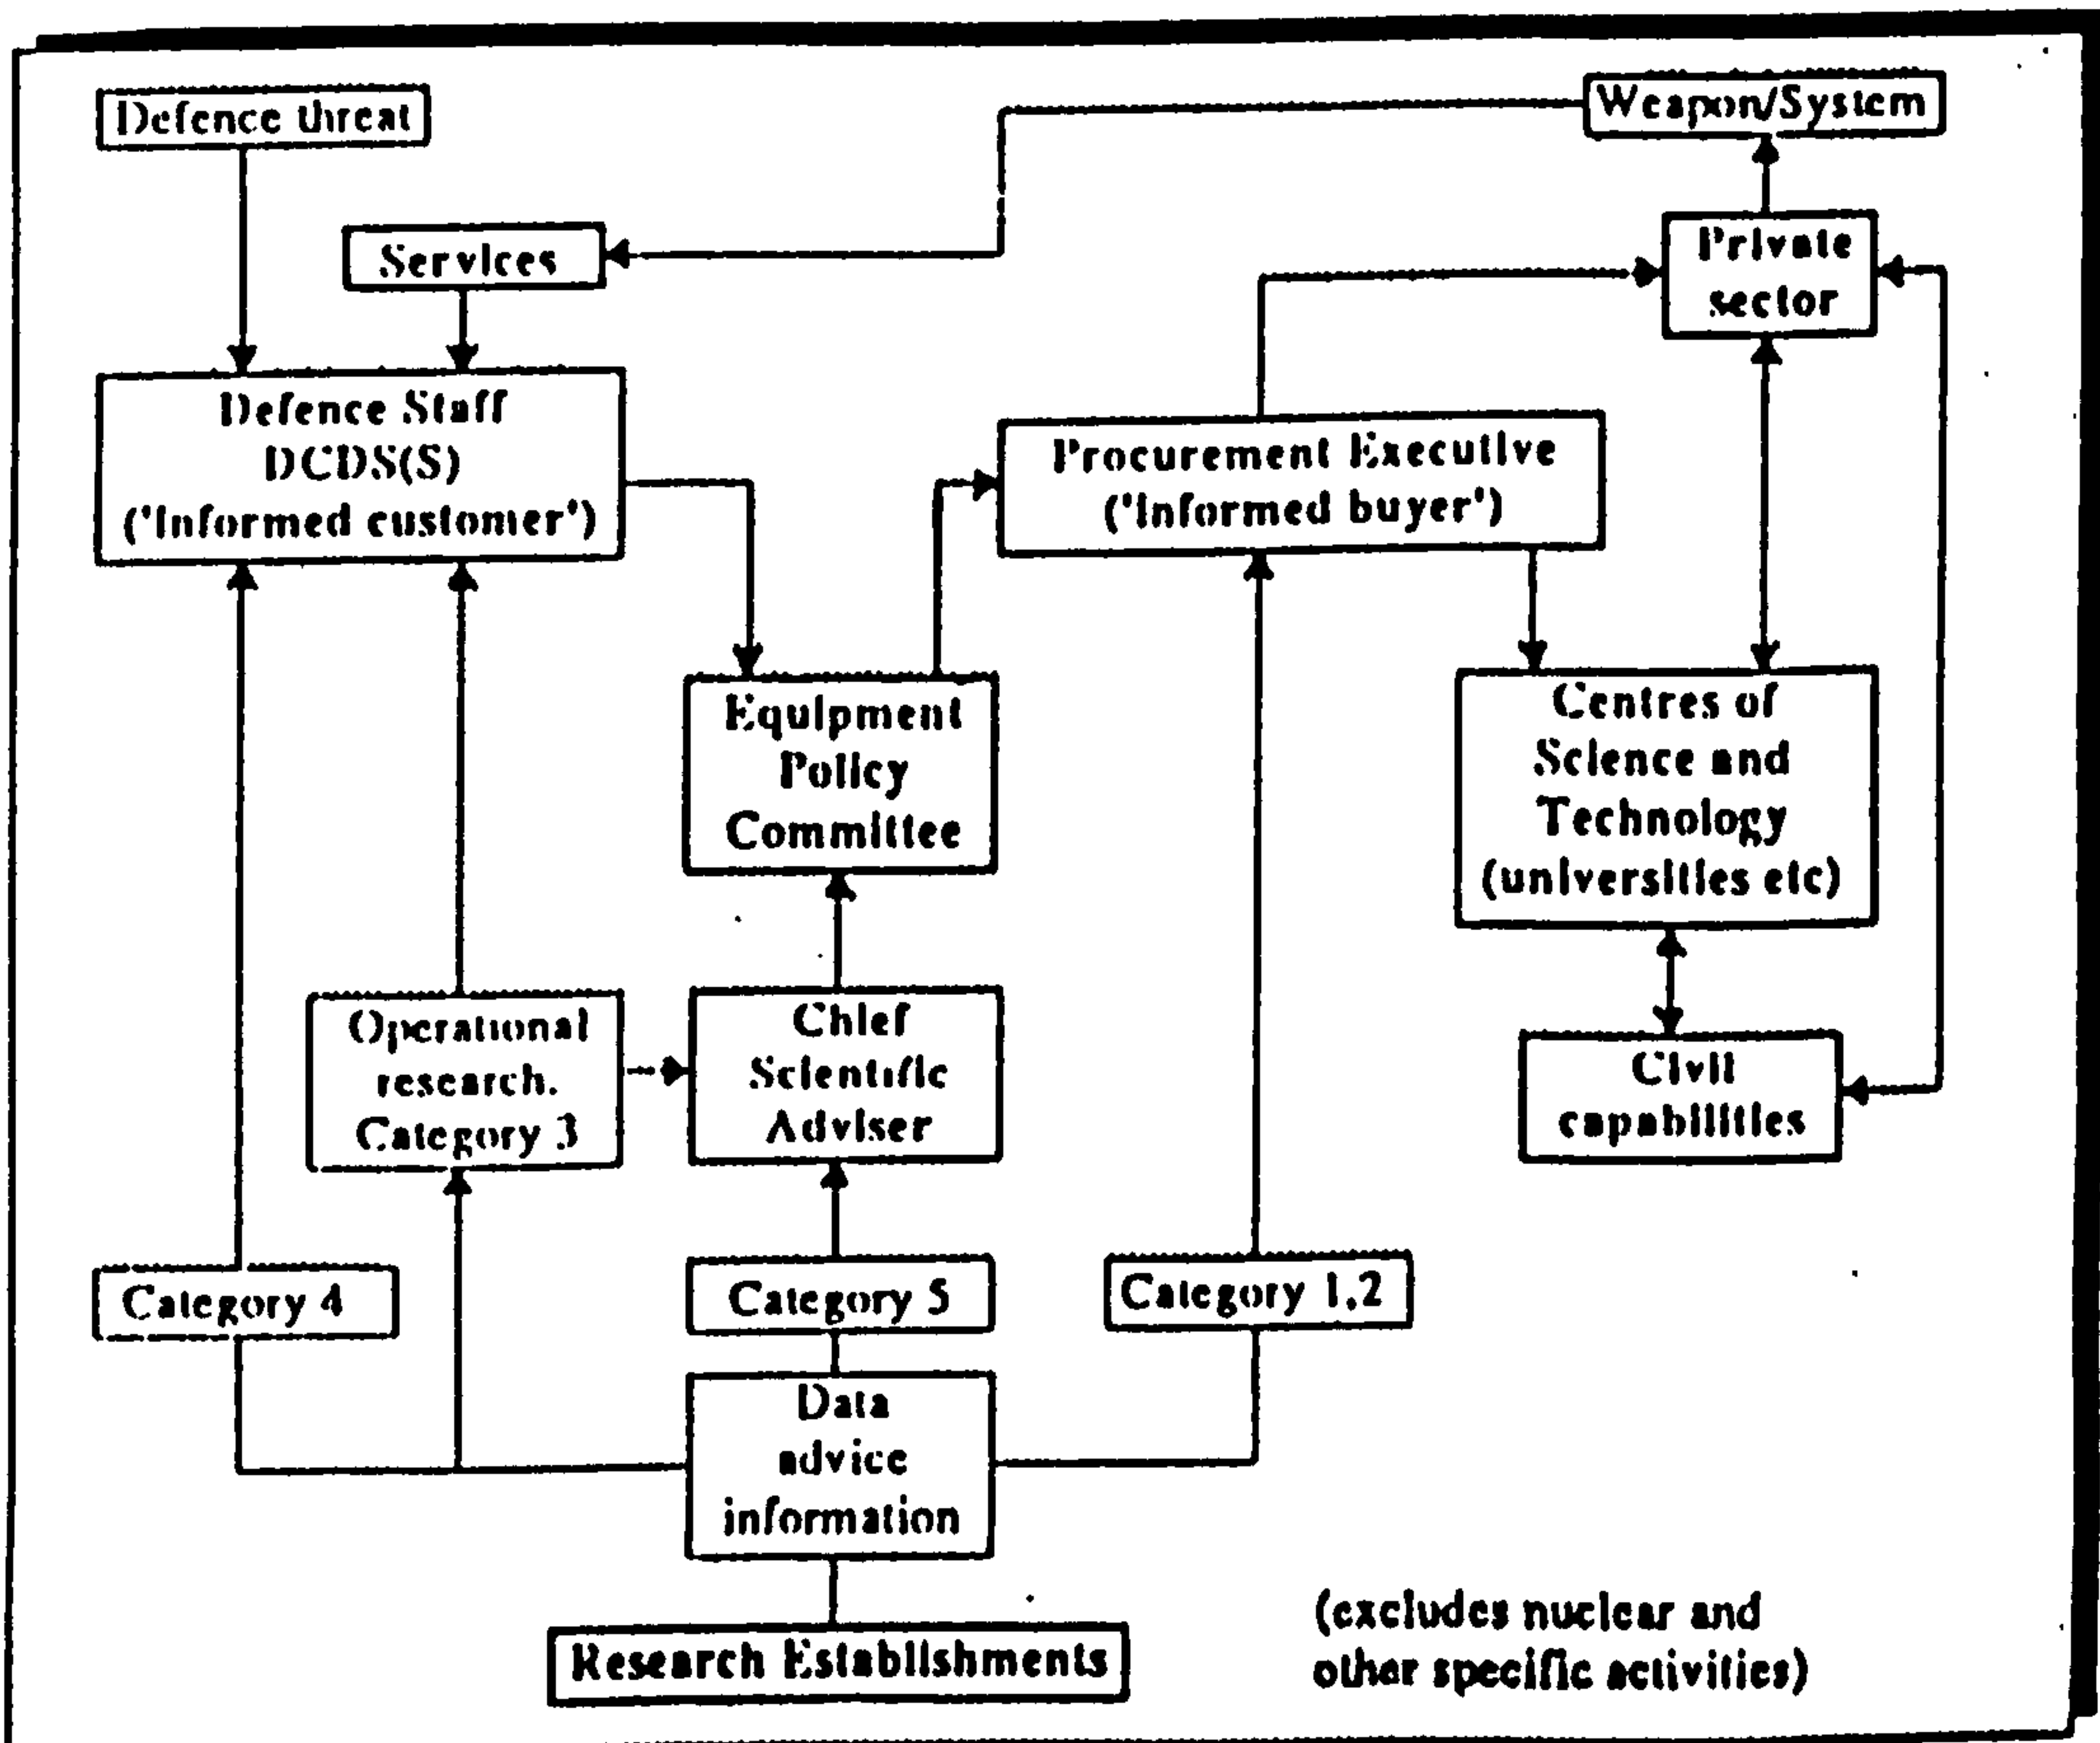 Defence threat
Weapon/System
Services
Private
sector
Defence Staff
DCDS(S)
('Informed customer')
Procurement Executive
('Informed buyer')
Equipment
Policy
Committee
Centres of
Science and
Technology
(universities etc)
Operational
research.
Category 3
Chief
Scientific
Adviser
Civil
capabilities
Category 4
Category 5
Category 1,2
Data
advice
information
Research Establishments
(excludes nuclear and
other specific activities)